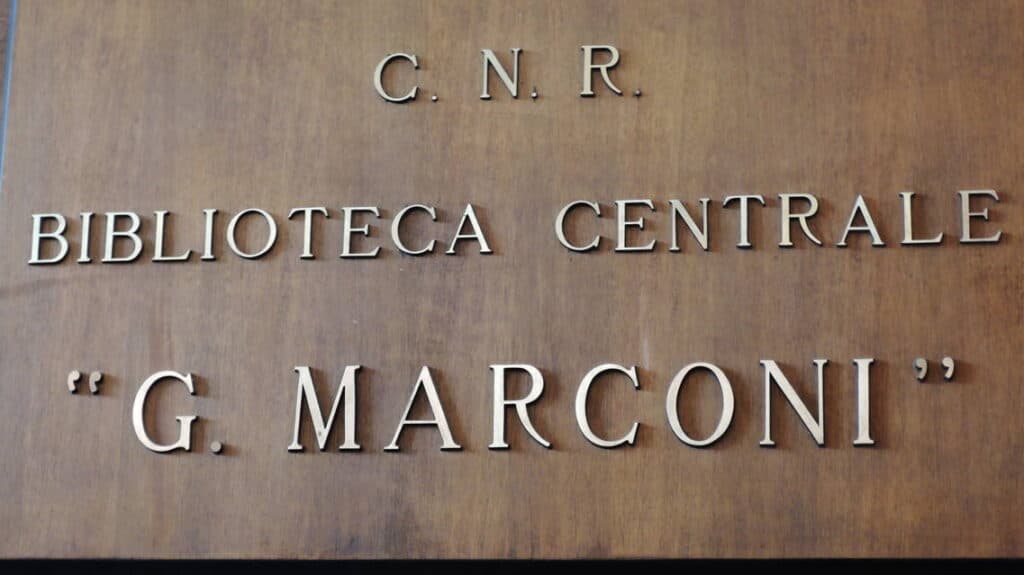 C. N. R.
BIBLIOTECA CENTRALE
“G. MARCONI”